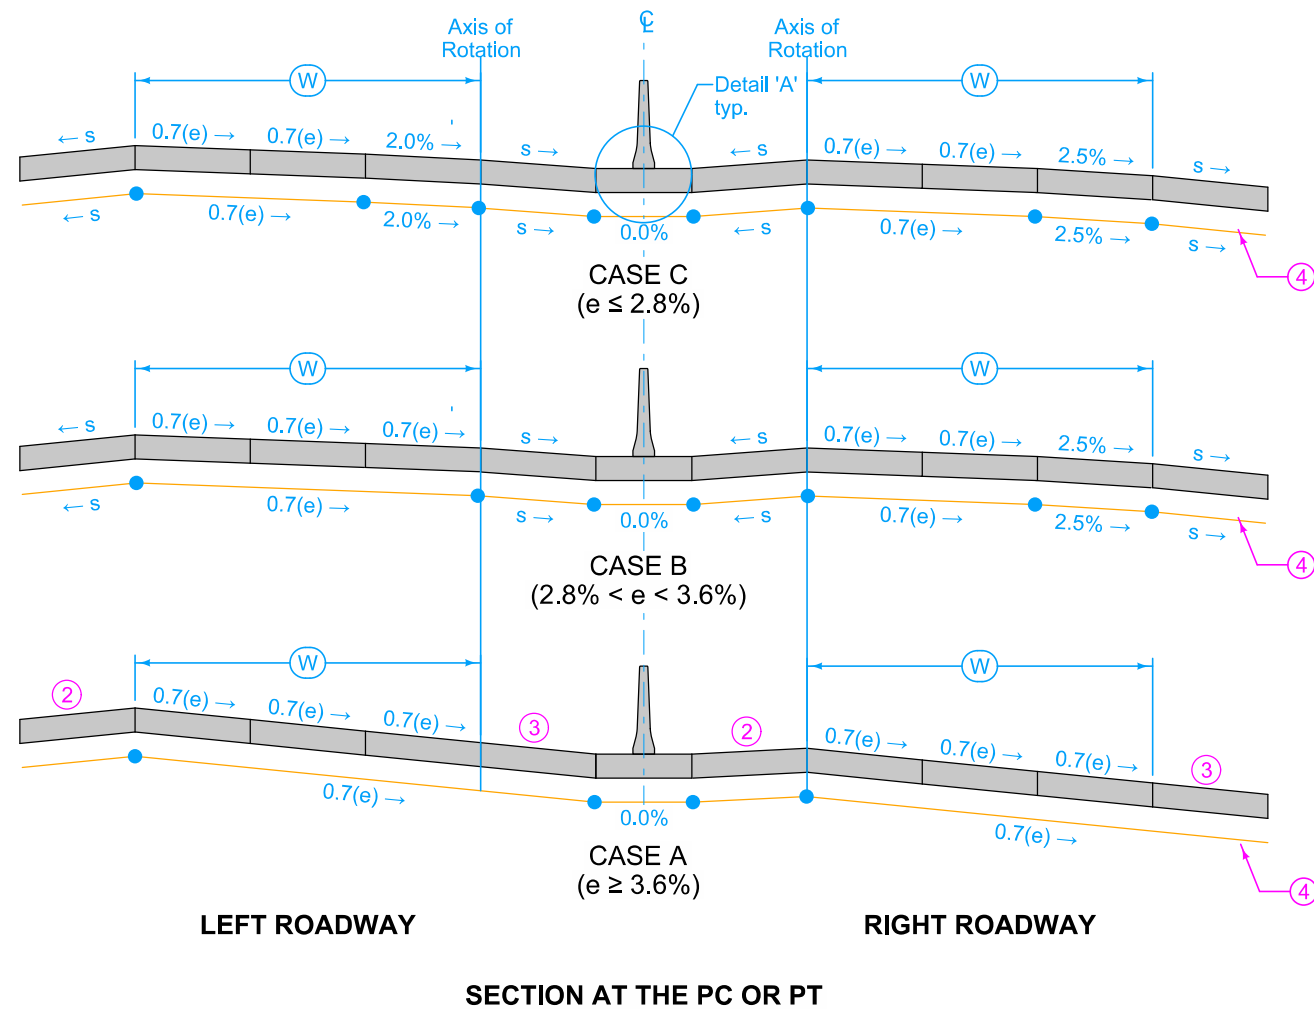 ℄
Axis of
Rotation
Axis of
Rotation
W
W
Detail 'A'
typ.
← s
0.7(e) →
0.7(e) →
2.0% →
'
s →
← s
0.7(e) →
0.7(e) →
2.5% →
s →
← s
0.7(e) →
2.0% →
s →
0.0%
← s
0.7(e) →
2.5% →
s →
4
CASE C
(e ≤ 2.8%)
W
W
← s
0.7(e) →
0.7(e) →
0.7(e) →
'
s →
← s
0.7(e) →
0.7(e) →
2.5% →
s →
← s
0.7(e) →
s →
0.0%
← s
0.7(e) →
2.5% →
s →
4
CASE B
(2.8% < e < 3.6%)
W
W
2
0.7(e) →
0.7(e) →
0.7(e) →
3
2
0.7(e) →
0.7(e) →
0.7(e) →
3
0.7(e) →
0.0%
0.7(e) →
4
CASE A
(e ≥ 3.6%)
LEFT ROADWAY
RIGHT ROADWAY
SECTION AT THE PC OR PT